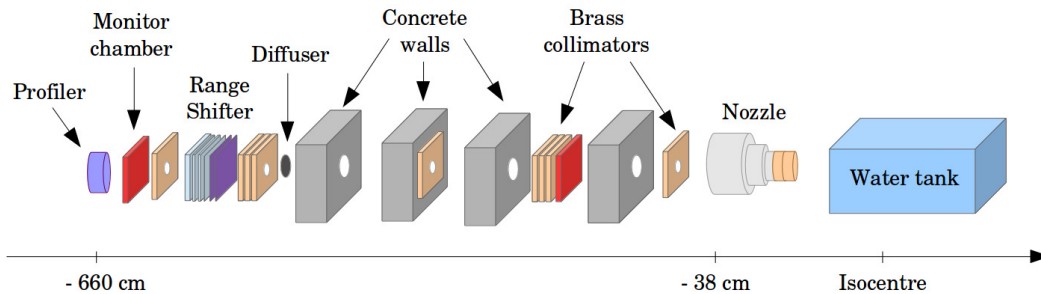 Monitor
chamber
Profiler
Range
Shifter
Diffuser
Concrete
walls
Brass
collimators
Nozzle
Water tank
- 660 cm
- 38 cm
Isocentre